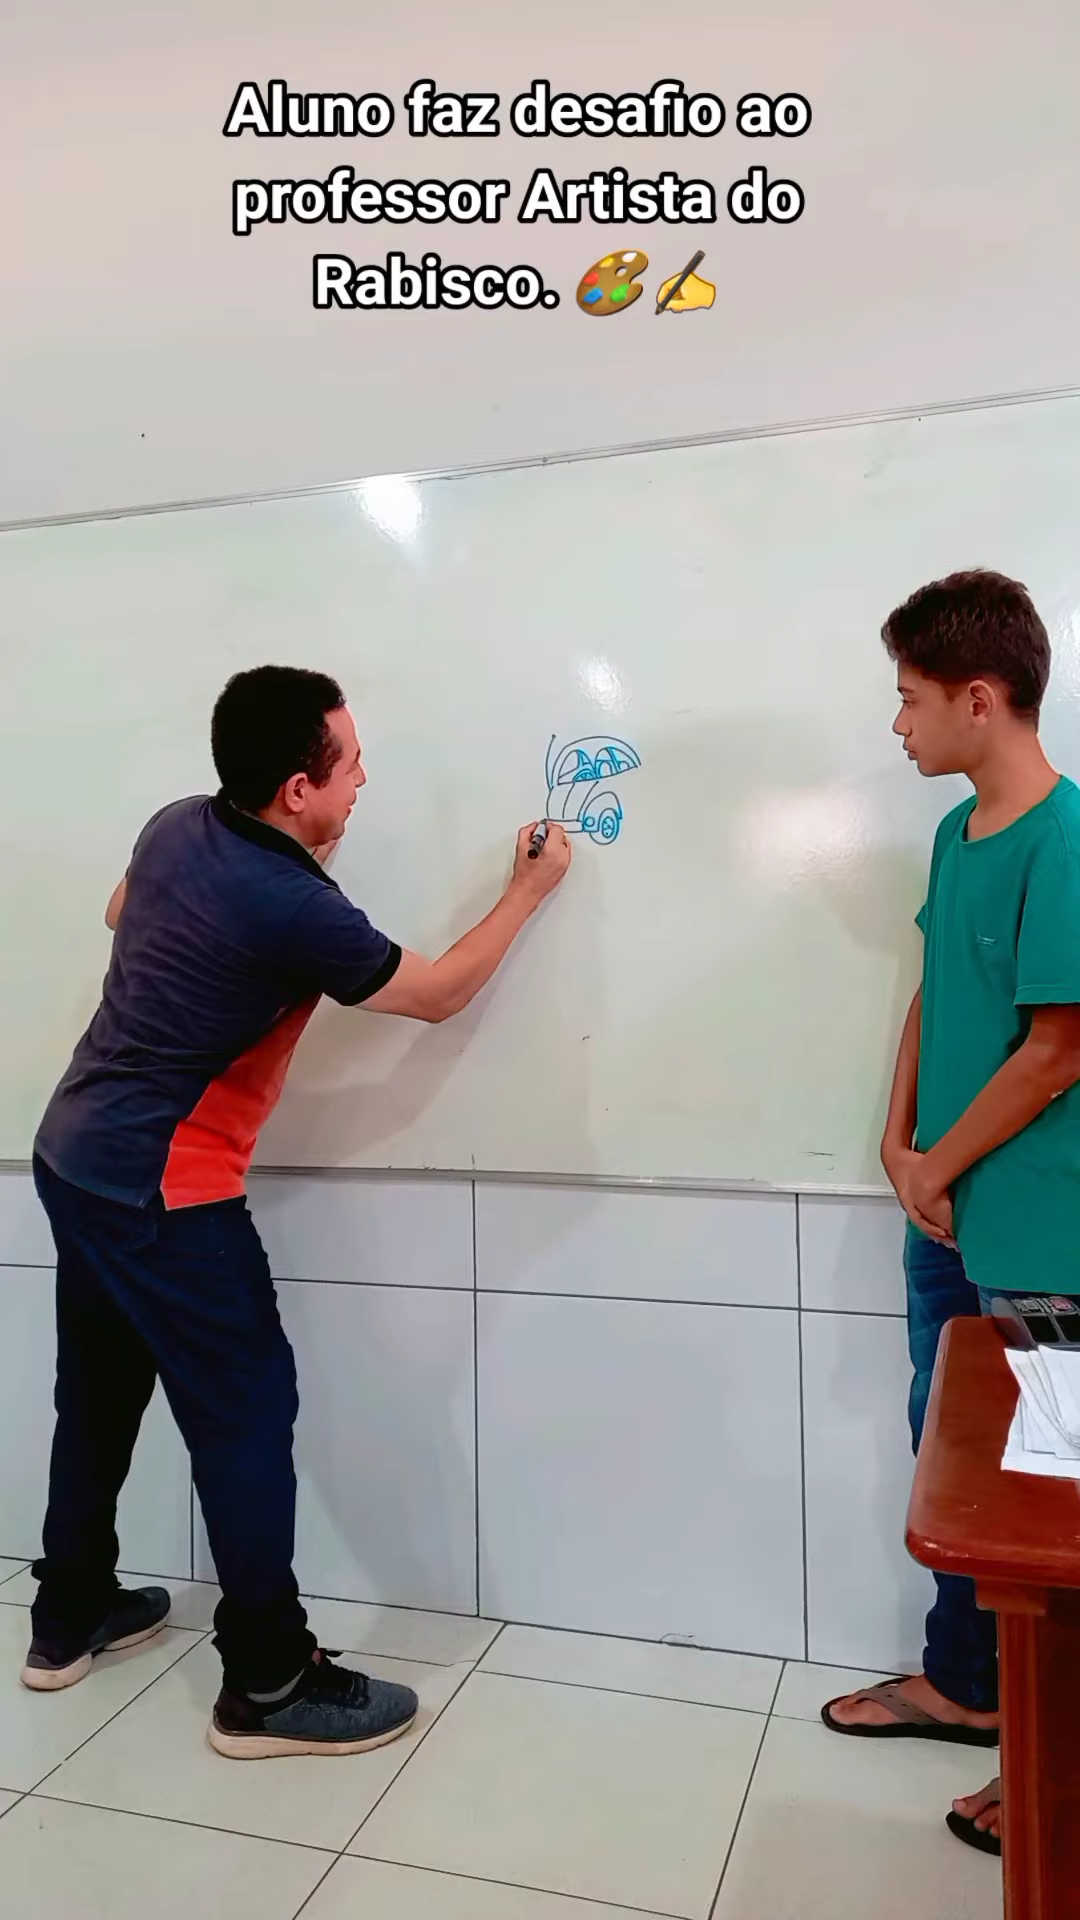 Aluno faz desafio ao
professor Artista do
Rabisco. 🎨✍️